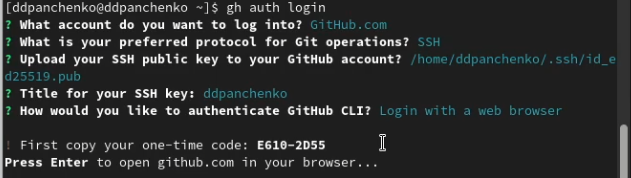 [ddpanchenko@ddpanchenko ~]$ gh auth login
? What account do you want to log into? GitHub.com
? What is your preferred protocol for Git operations? SSH
? Upload your SSH public key to your GitHub account? /home/ddpanchenko/.ssh/id_e
d25519.pub
? Title for your SSH key: ddpanchenko
? How would you like to authenticate GitHub CLI? Login with a web browser
! First copy your one-time code: E610-2D55
Press Enter to open github.com in your browser...